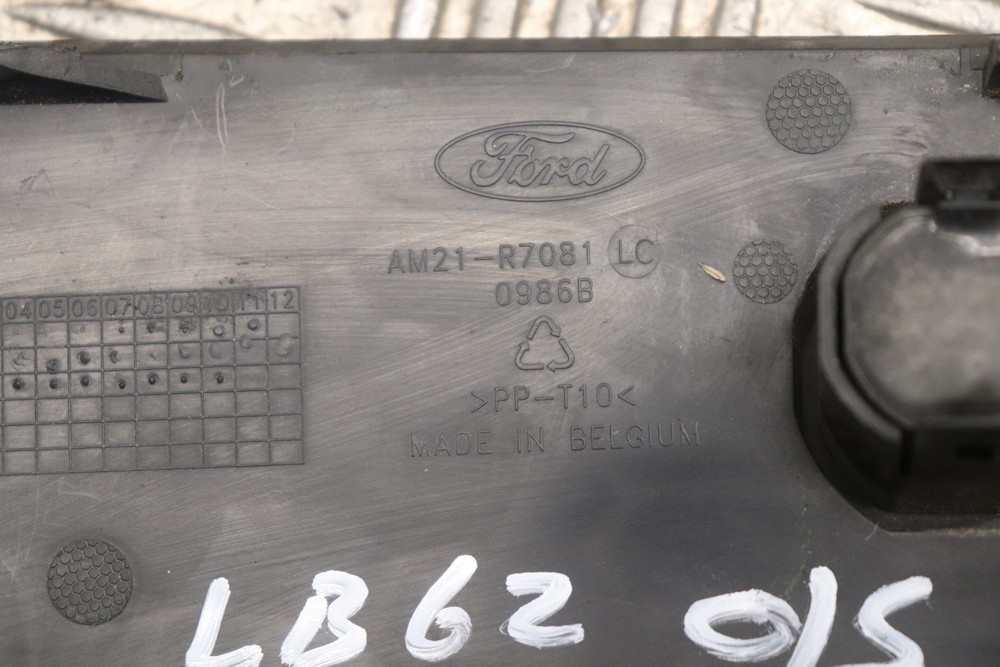 Ford
AM21-R7081 LC
0986B
04 05 06 07 08 09 10 11 12
>PP-T10<
MADE IN BELGIUM
LB62 O/S